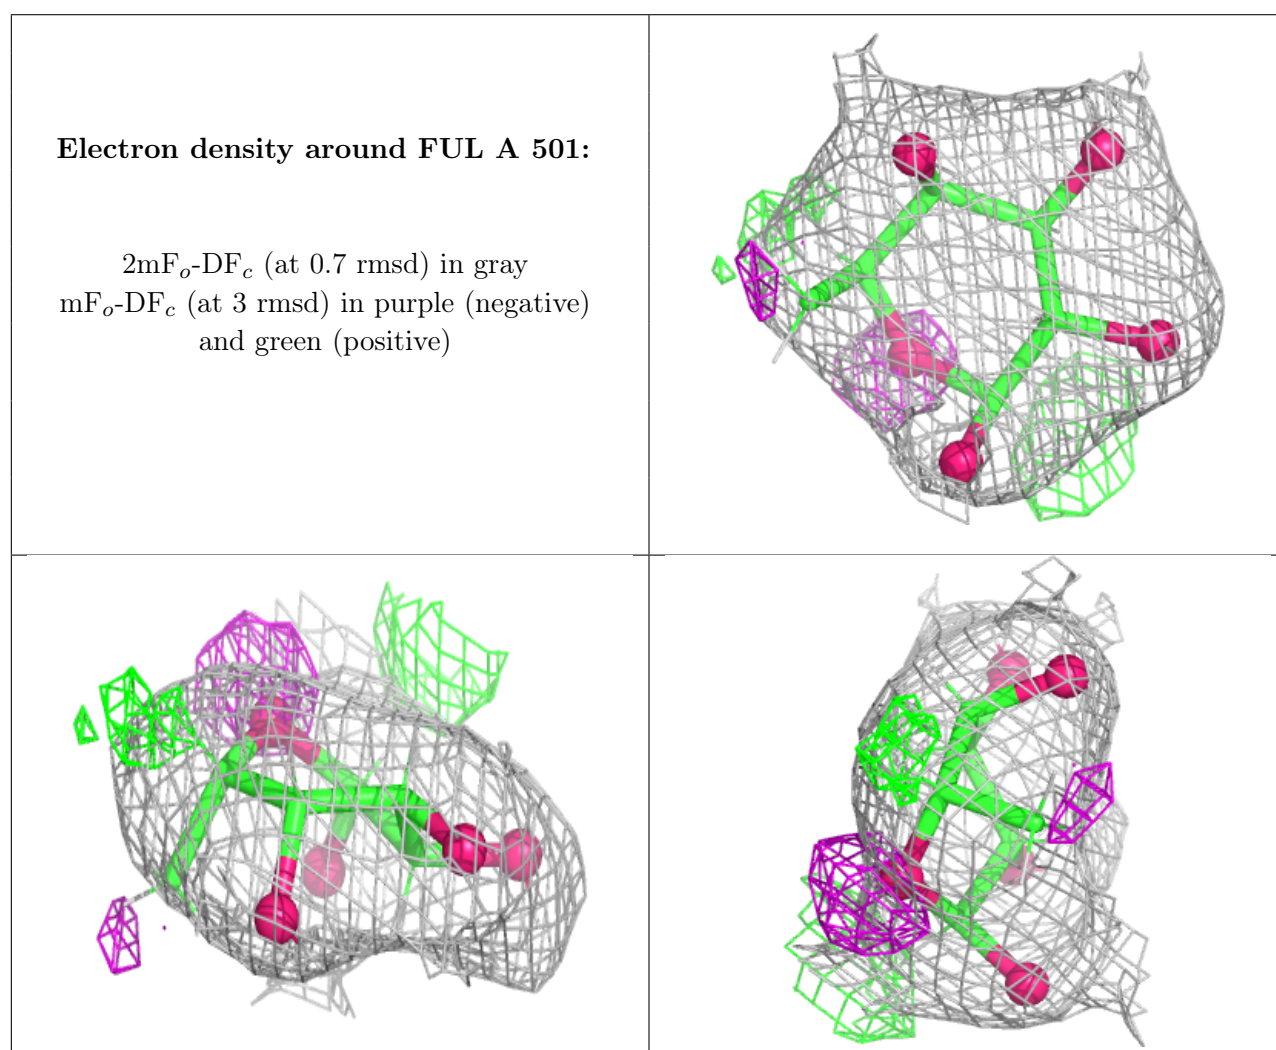 Electron density around FUL A 501:
2mFo-DFc (at 0.7 rmsd) in gray
mFo-DFc (at 3 rmsd) in purple (negative)
and green (positive)